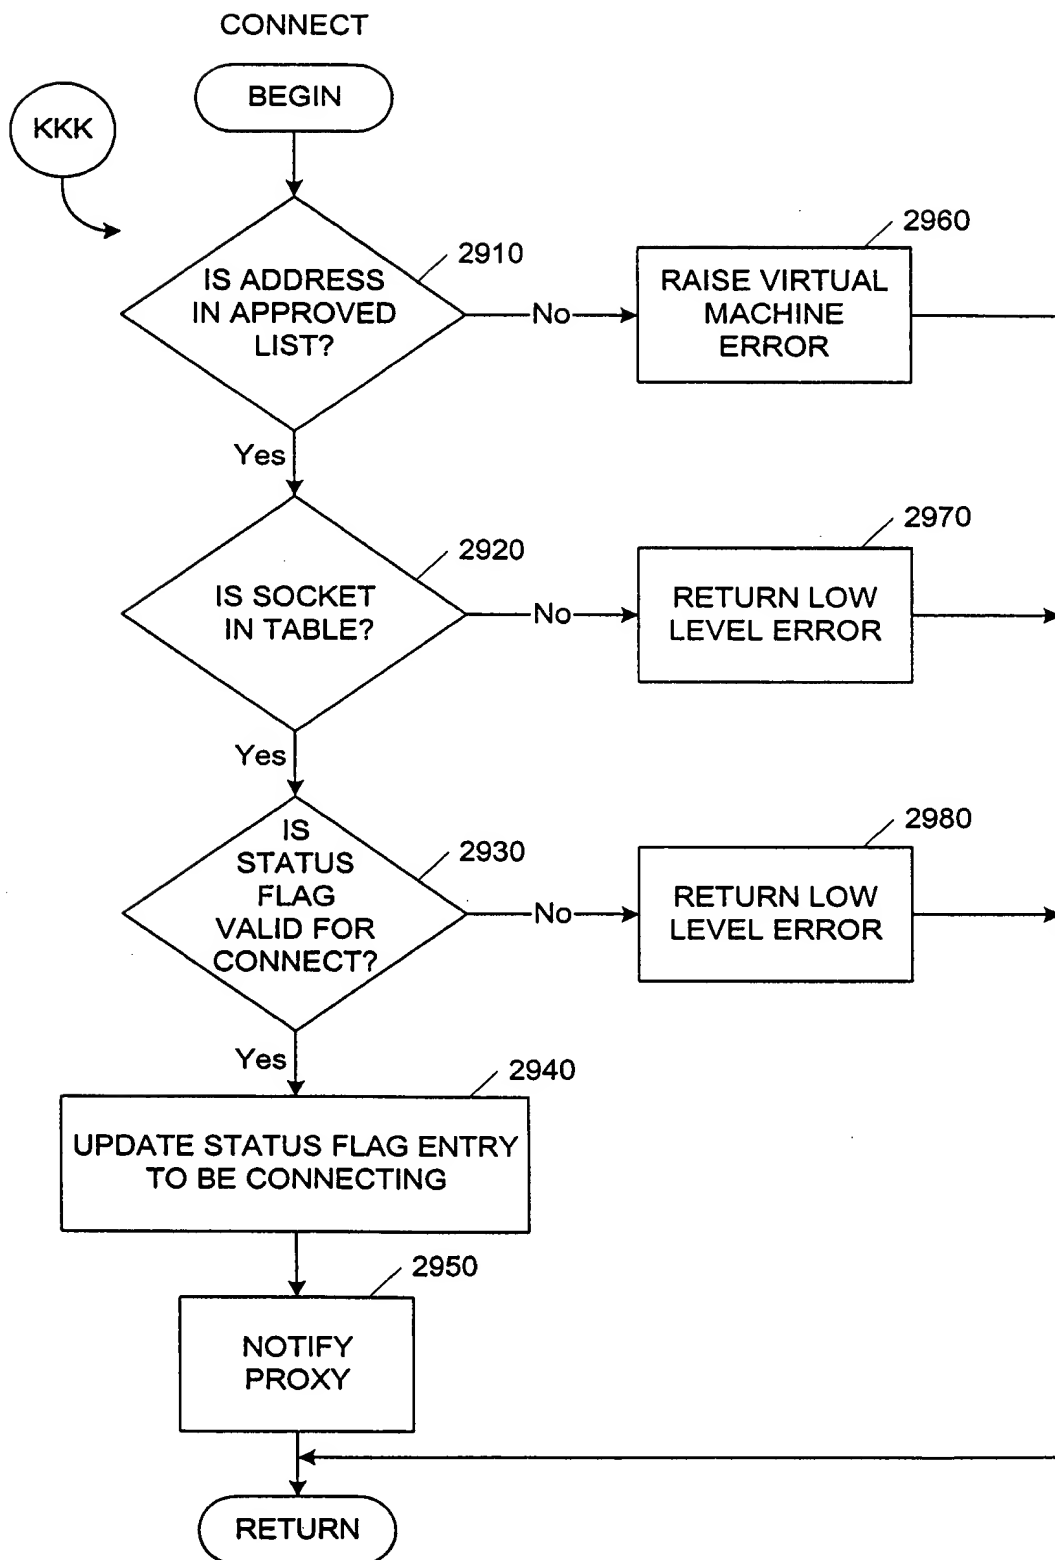 CONNECT
BEGIN
KKK
2910
IS ADDRESS
IN APPROVED
LIST?
No
2960
RAISE VIRTUAL
MACHINE
ERROR
Yes
2920
IS SOCKET
IN TABLE?
No
2970
RETURN LOW
LEVEL ERROR
Yes
2930
IS
STATUS
FLAG
VALID FOR
CONNECT?
No
2980
RETURN LOW
LEVEL ERROR
Yes
2940
UPDATE STATUS FLAG ENTRY
TO BE CONNECTING
2950
NOTIFY
PROXY
RETURN